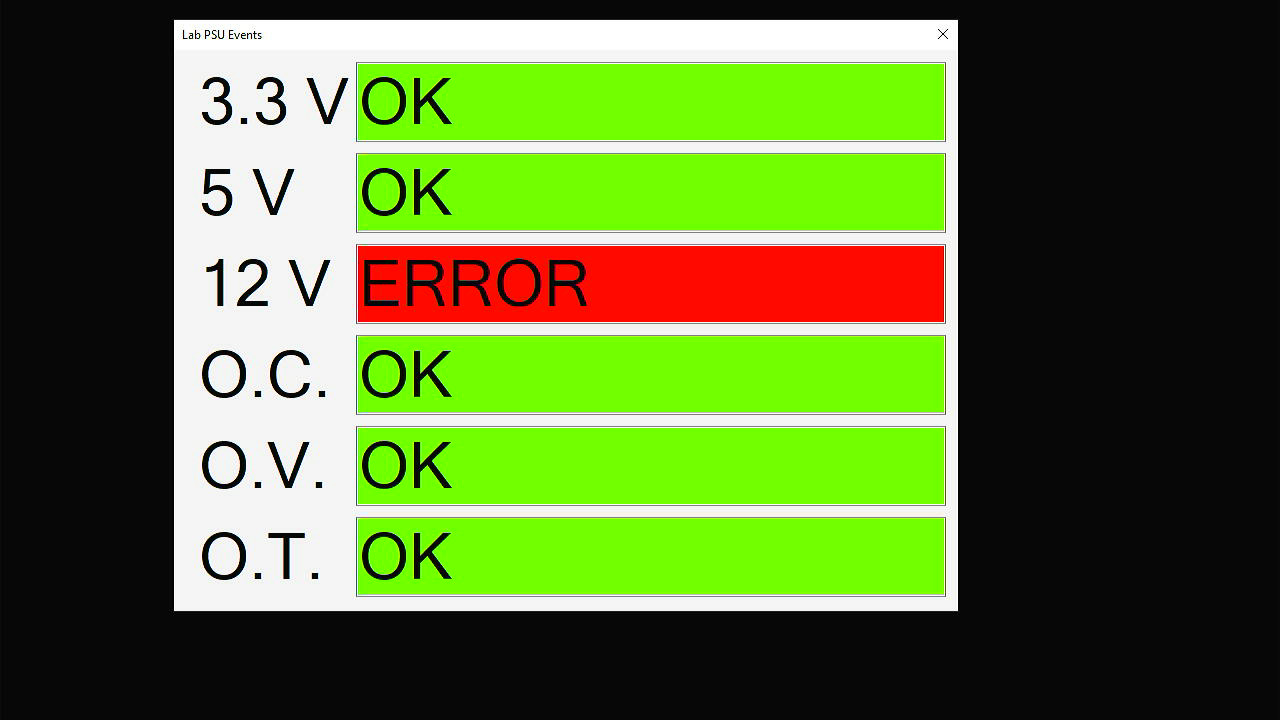 Lab PSU Events
3.3 V OK
5 V OK
12 V ERROR
O.C. OK
O.V. OK
O.T. OK